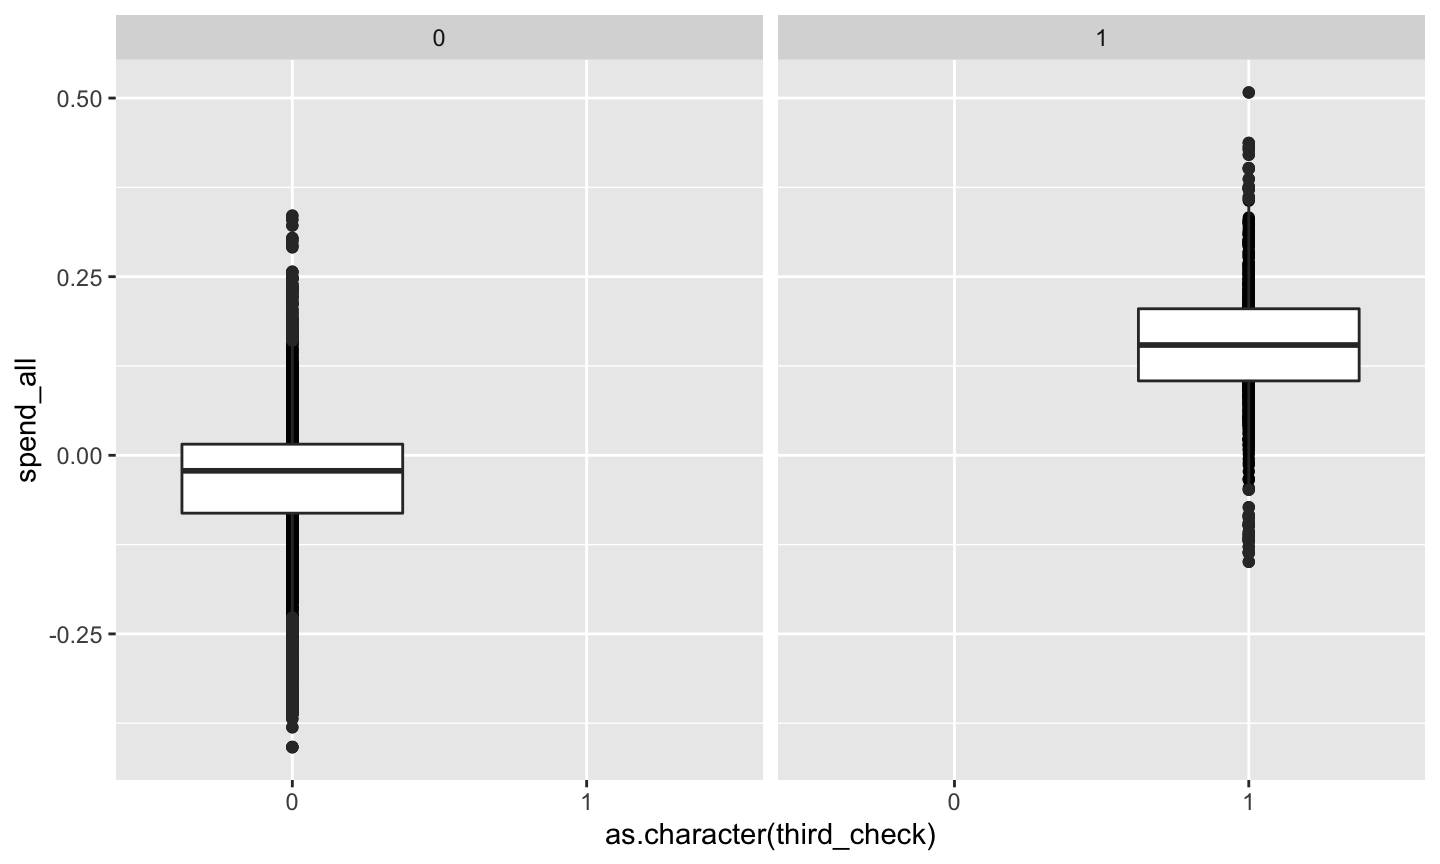 0 1
0.50
0.25
0.00
-0.25
spend_all
0 1 0 1
as.character(third_check)